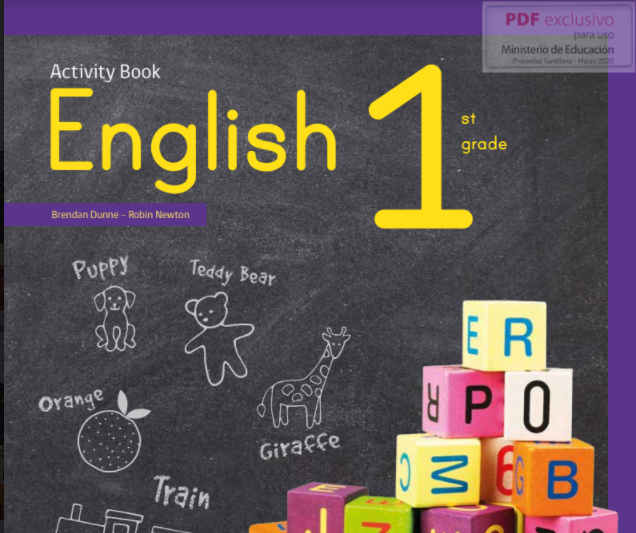 PDF exclusivo
para uso
Ministerio de Educación
Propiedad Santillana - Marzo 2020
Activity Book
English 1
st
grade
Brendan Dunne - Robin Newton
Puppy
Teddy Bear
Orange
Giraffe
Train
E R
R P O
C M 6 B